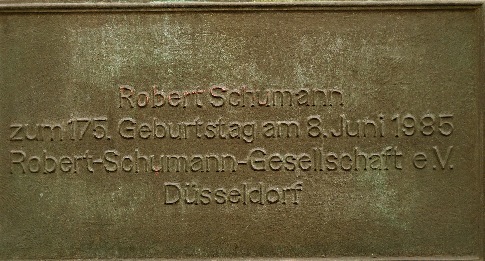 Robert Schumann
zum 175. Geburtstag am 8. Juni 1985
Robert-Schumann-Gesellschaft e.V.
Düsseldorf